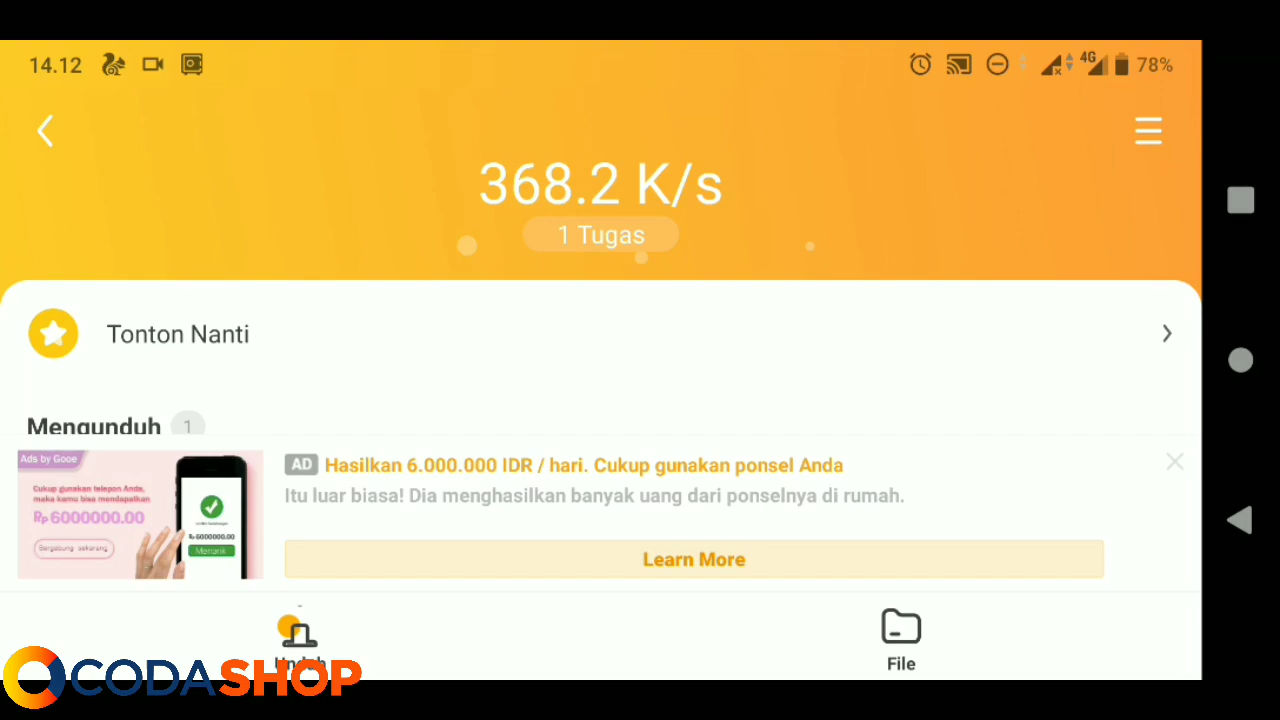 14.12
4G
78%
368.2 K/s
1 Tugas
Tonton Nanti
Mengunduh 1
Ads by Gooe
Cukup gunakan telepon Anda,
maka kamu bisa mendapatkan
Rp6000000.00
Bergabung sekarang
Rp 6000000.00
Menarik
AD Hasilkan 6.000.000 IDR / hari. Cukup gunakan ponsel Anda
Itu luar biasa! Dia menghasilkan banyak uang dari ponselnya di rumah.
Learn More
Unduh
File
CODASHOP